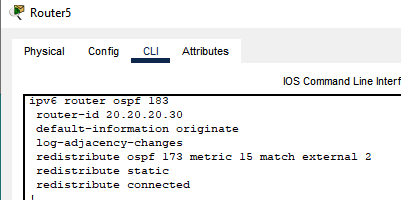 Router5
Physical Config CLI Attributes
IOS Command Line Interf
ipv6 router ospf 183
router-id 20.20.20.30
default-information originate
log-adjacency-changes
redistribute ospf 173 metric 15 match external 2
redistribute static
redistribute connected
!